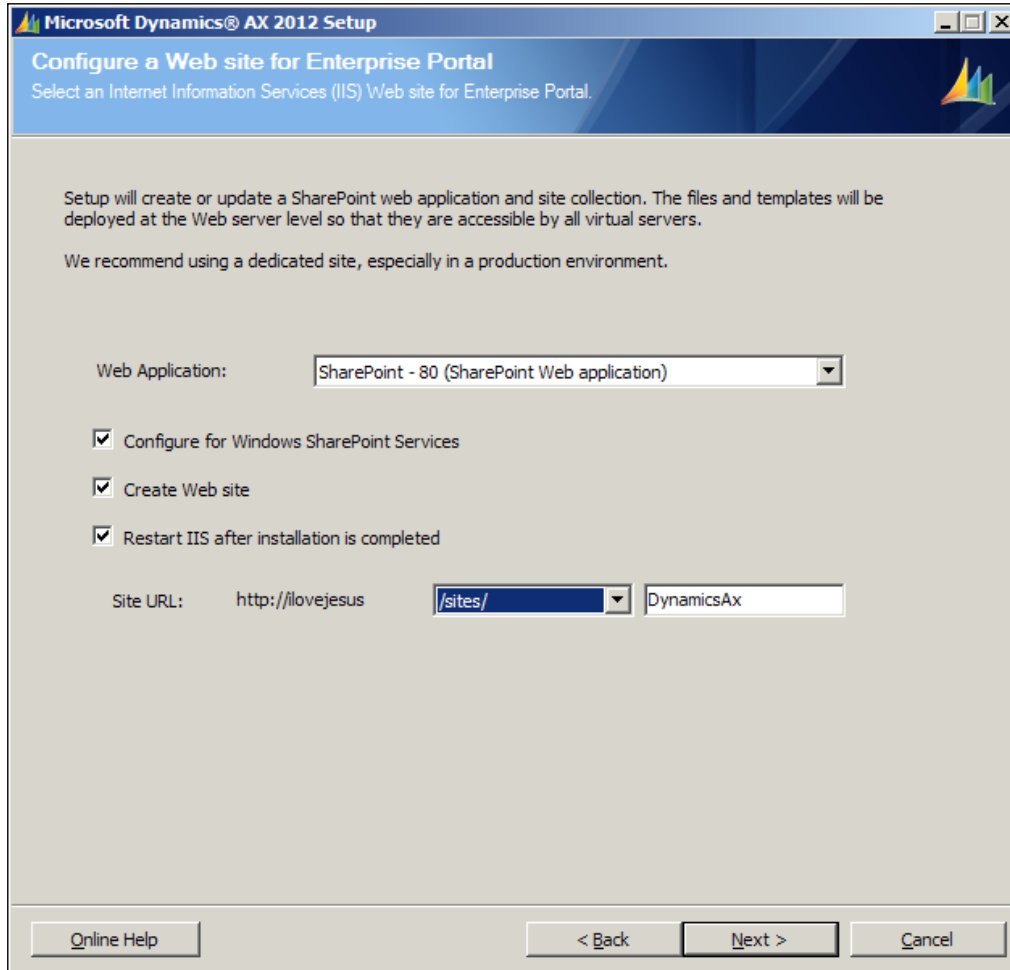 Microsoft Dynamics® AX 2012 Setup
Configure a Web site for Enterprise Portal
Select an Internet Information Services (IIS) Web site for Enterprise Portal.
Setup will create or update a SharePoint web application and site collection. The files and templates will be
deployed at the Web server level so that they are accessible by all virtual servers.
We recommend using a dedicated site, especially in a production environment.
Web Application: SharePoint - 80 (SharePoint Web application)
Configure for Windows SharePoint Services
Create Web site
Restart IIS after installation is completed
Site URL: http://ilovejesus /sites/ DynamicsAx
Online Help < Back Next > Cancel